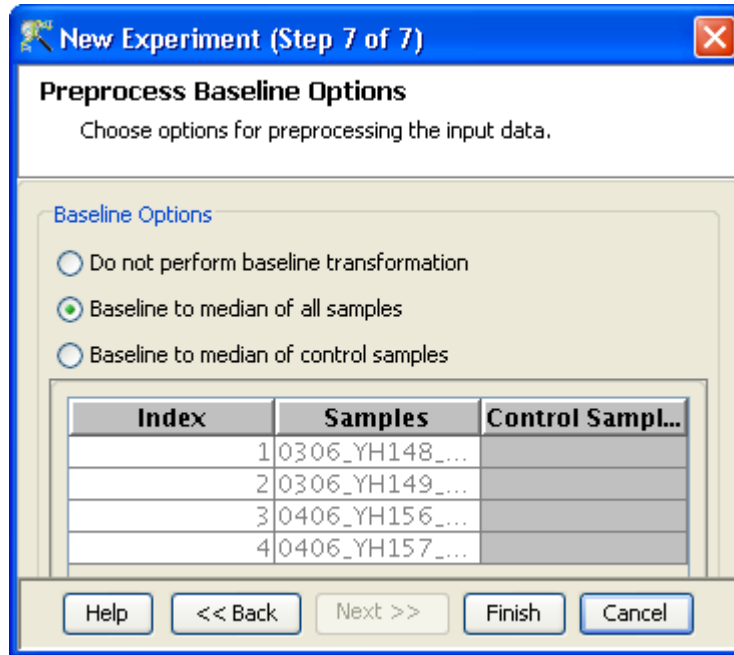 New Experiment (Step 7 of 7)
Preprocess Baseline Options
Choose options for preprocessing the input data.
Baseline Options
Do not perform baseline transformation
Baseline to median of all samples
Baseline to median of control samples
Index Samples Control Sampl...
1 0306_YH148_...
2 0306_YH149_...
3 0406_YH156_...
4 0406_YH157_...
Help << Back Next >> Finish Cancel